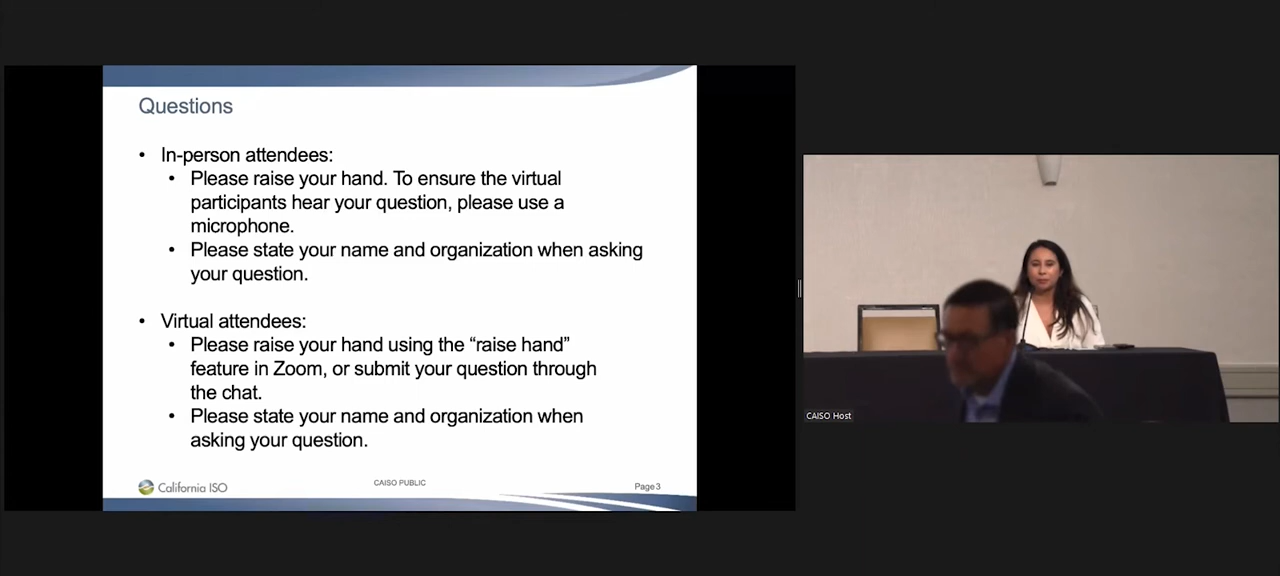 Questions
• In-person attendees:
• Please raise your hand. To ensure the virtual
participants hear your question, please use a
microphone.
• Please state your name and organization when asking
your question.
• Virtual attendees:
• Please raise your hand using the “raise hand”
feature in Zoom, or submit your question through
the chat.
• Please state your name and organization when
asking your question.
California ISO
CAISO PUBLIC
Page 3
CAISO Host